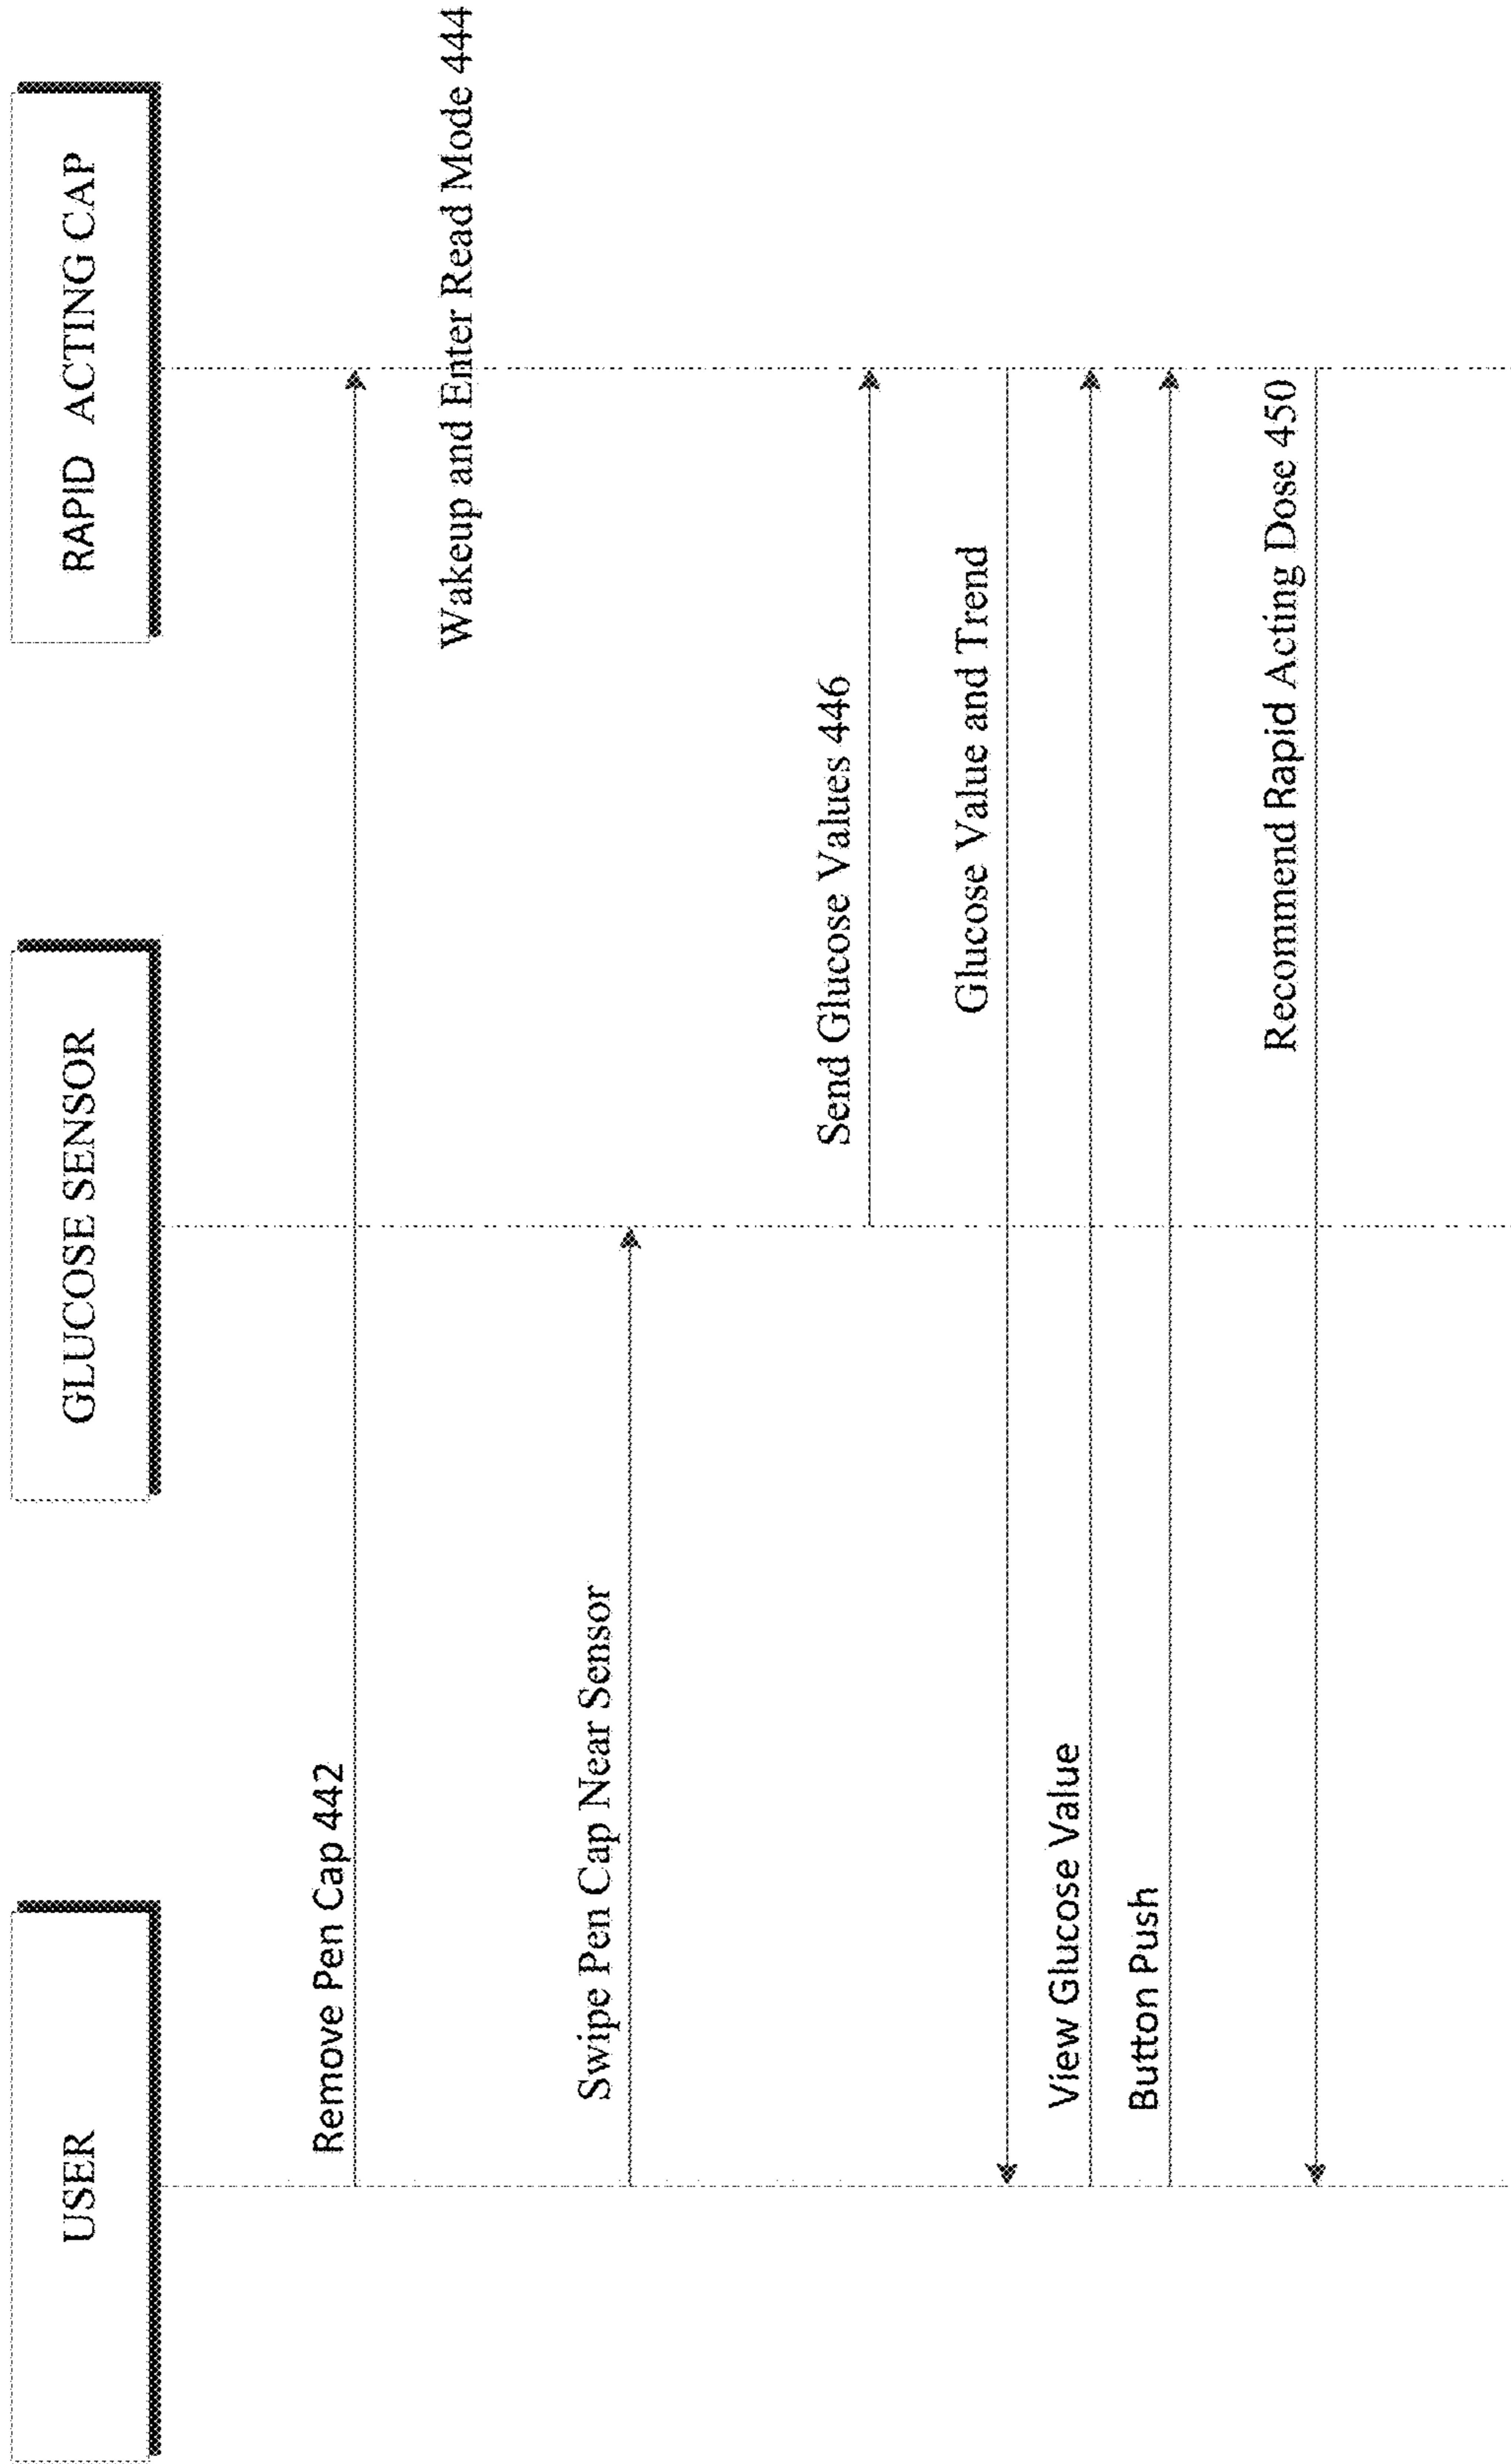 USER
GLUCOSE SENSOR
RAPID ACTING CAP
Remove Pen Cap 442
Wakeup and Enter Read Mode 444
Swipe Pen Cap Near Sensor
Send Glucose Values 446
Glucose Value and Trend
View Glucose Value
Button Push
Recommend Rapid Acting Dose 450